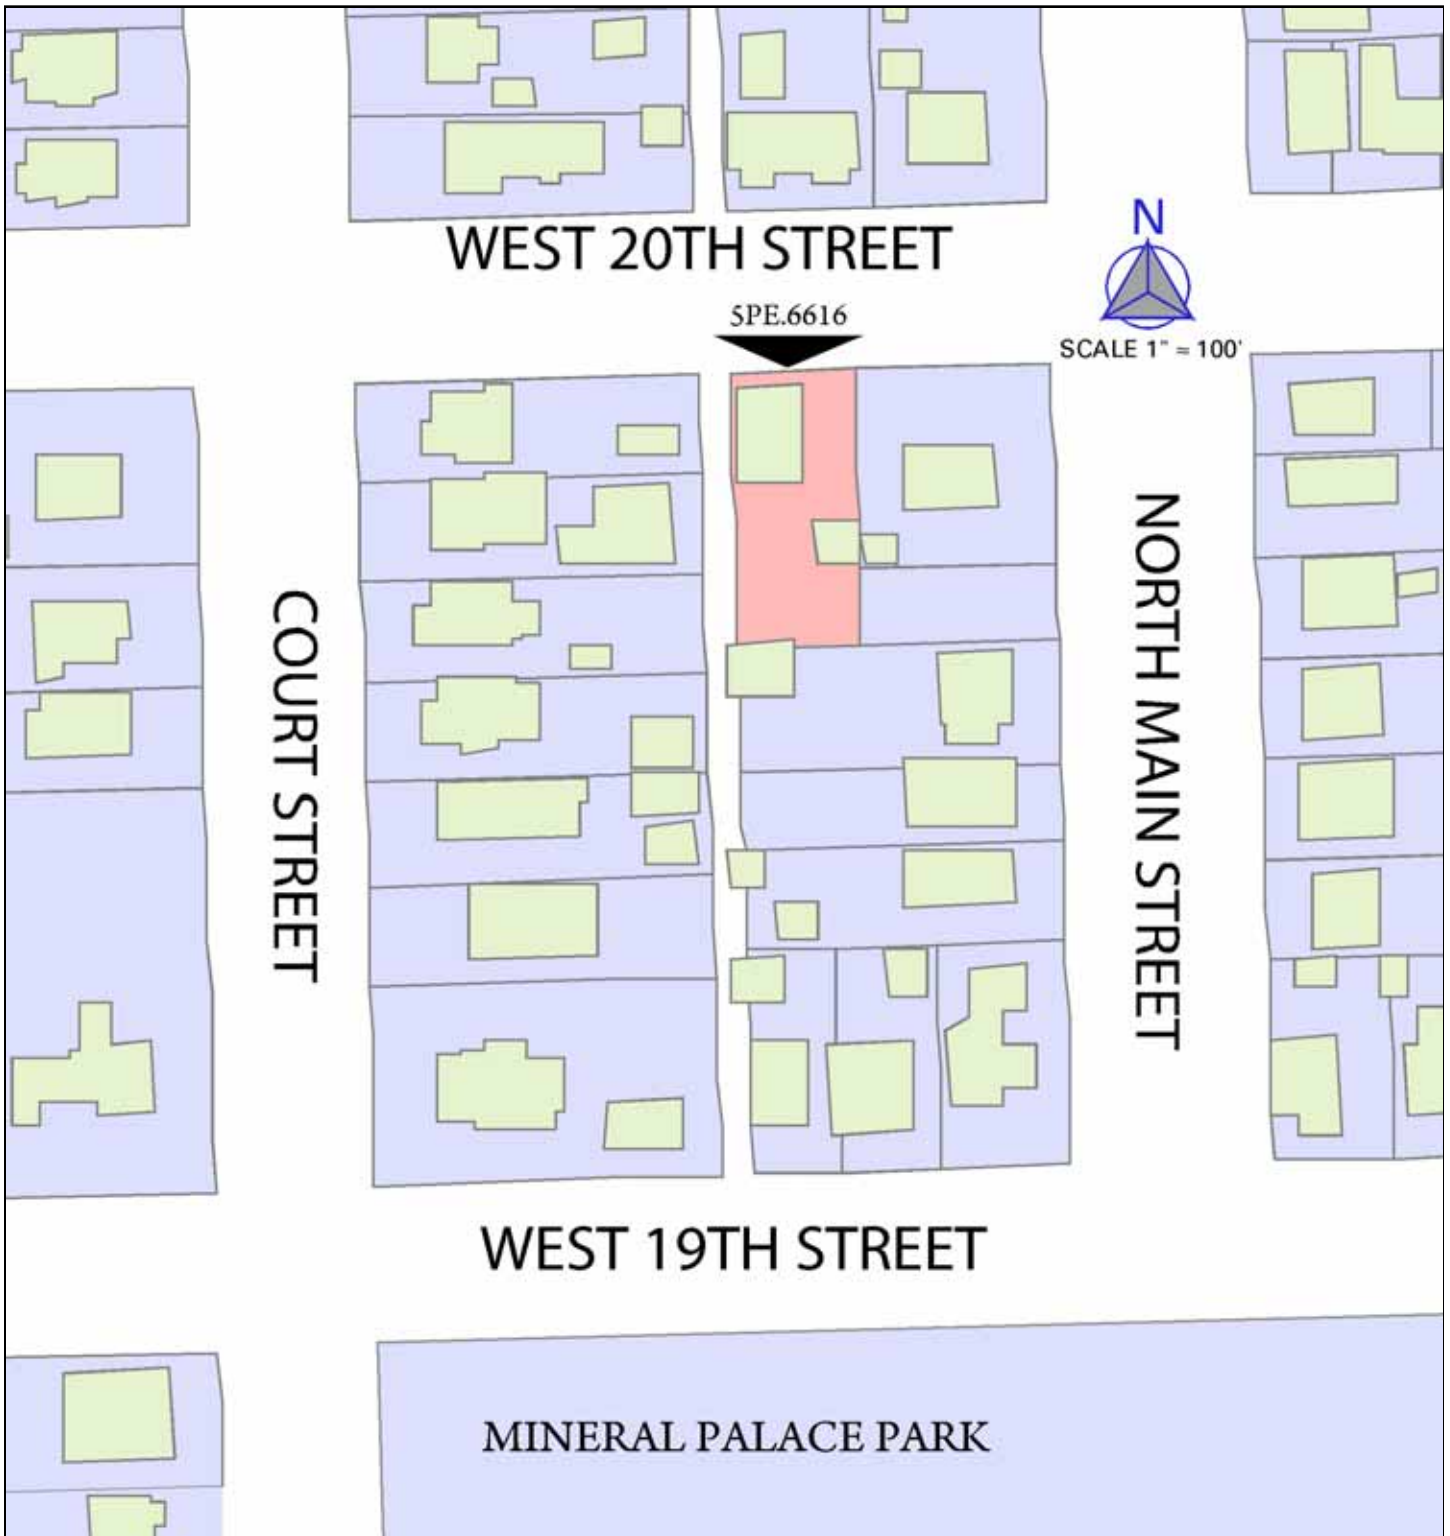 WEST 20TH STREET
N
5PE.6616
SCALE 1" = 100'
COURT STREET
NORTH MAIN STREET
WEST 19TH STREET
MINERAL PALACE PARK